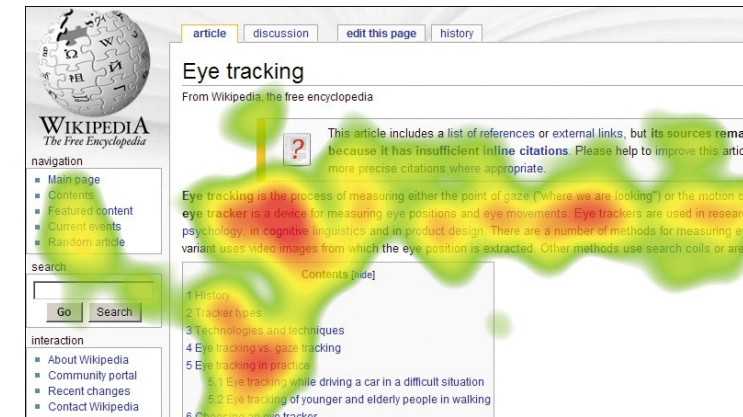 article
discussion
edit this page
history
Eye tracking
From Wikipedia, the free encyclopedia
WIKIPEDIA
The Free Encyclopedia
navigation
Main page
Contents
Featured content
Current events
Random article
search
Go
Search
interaction
About Wikipedia
Community portal
Recent changes
Contact Wikipedia
This article includes a list of references or external links, but its sources rema
because it has insufficient inline citations. Please help to improve this artic
more precise citations where appropriate.
Eye tracking is the process of measuring either the point of gaze ("where we are looking") or the motion o
eye tracker is a device for measuring eye positions and eye movements. Eye trackers are used in resear
psychology, in cognitive linguistics and in product design. There are a number of methods for measuring e
variant uses video images from which the eye position is extracted. Other methods use search coils or are
Contents [hide]
1 History
2 Tracker types
3 Technologies and techniques
4 Eye tracking vs. gaze tracking
5 Eye tracking in practice
5.1 Eye tracking while driving a car in a difficult situation
5.2 Eye tracking of younger and elderly people in walking
6 Choosing an eye tracker